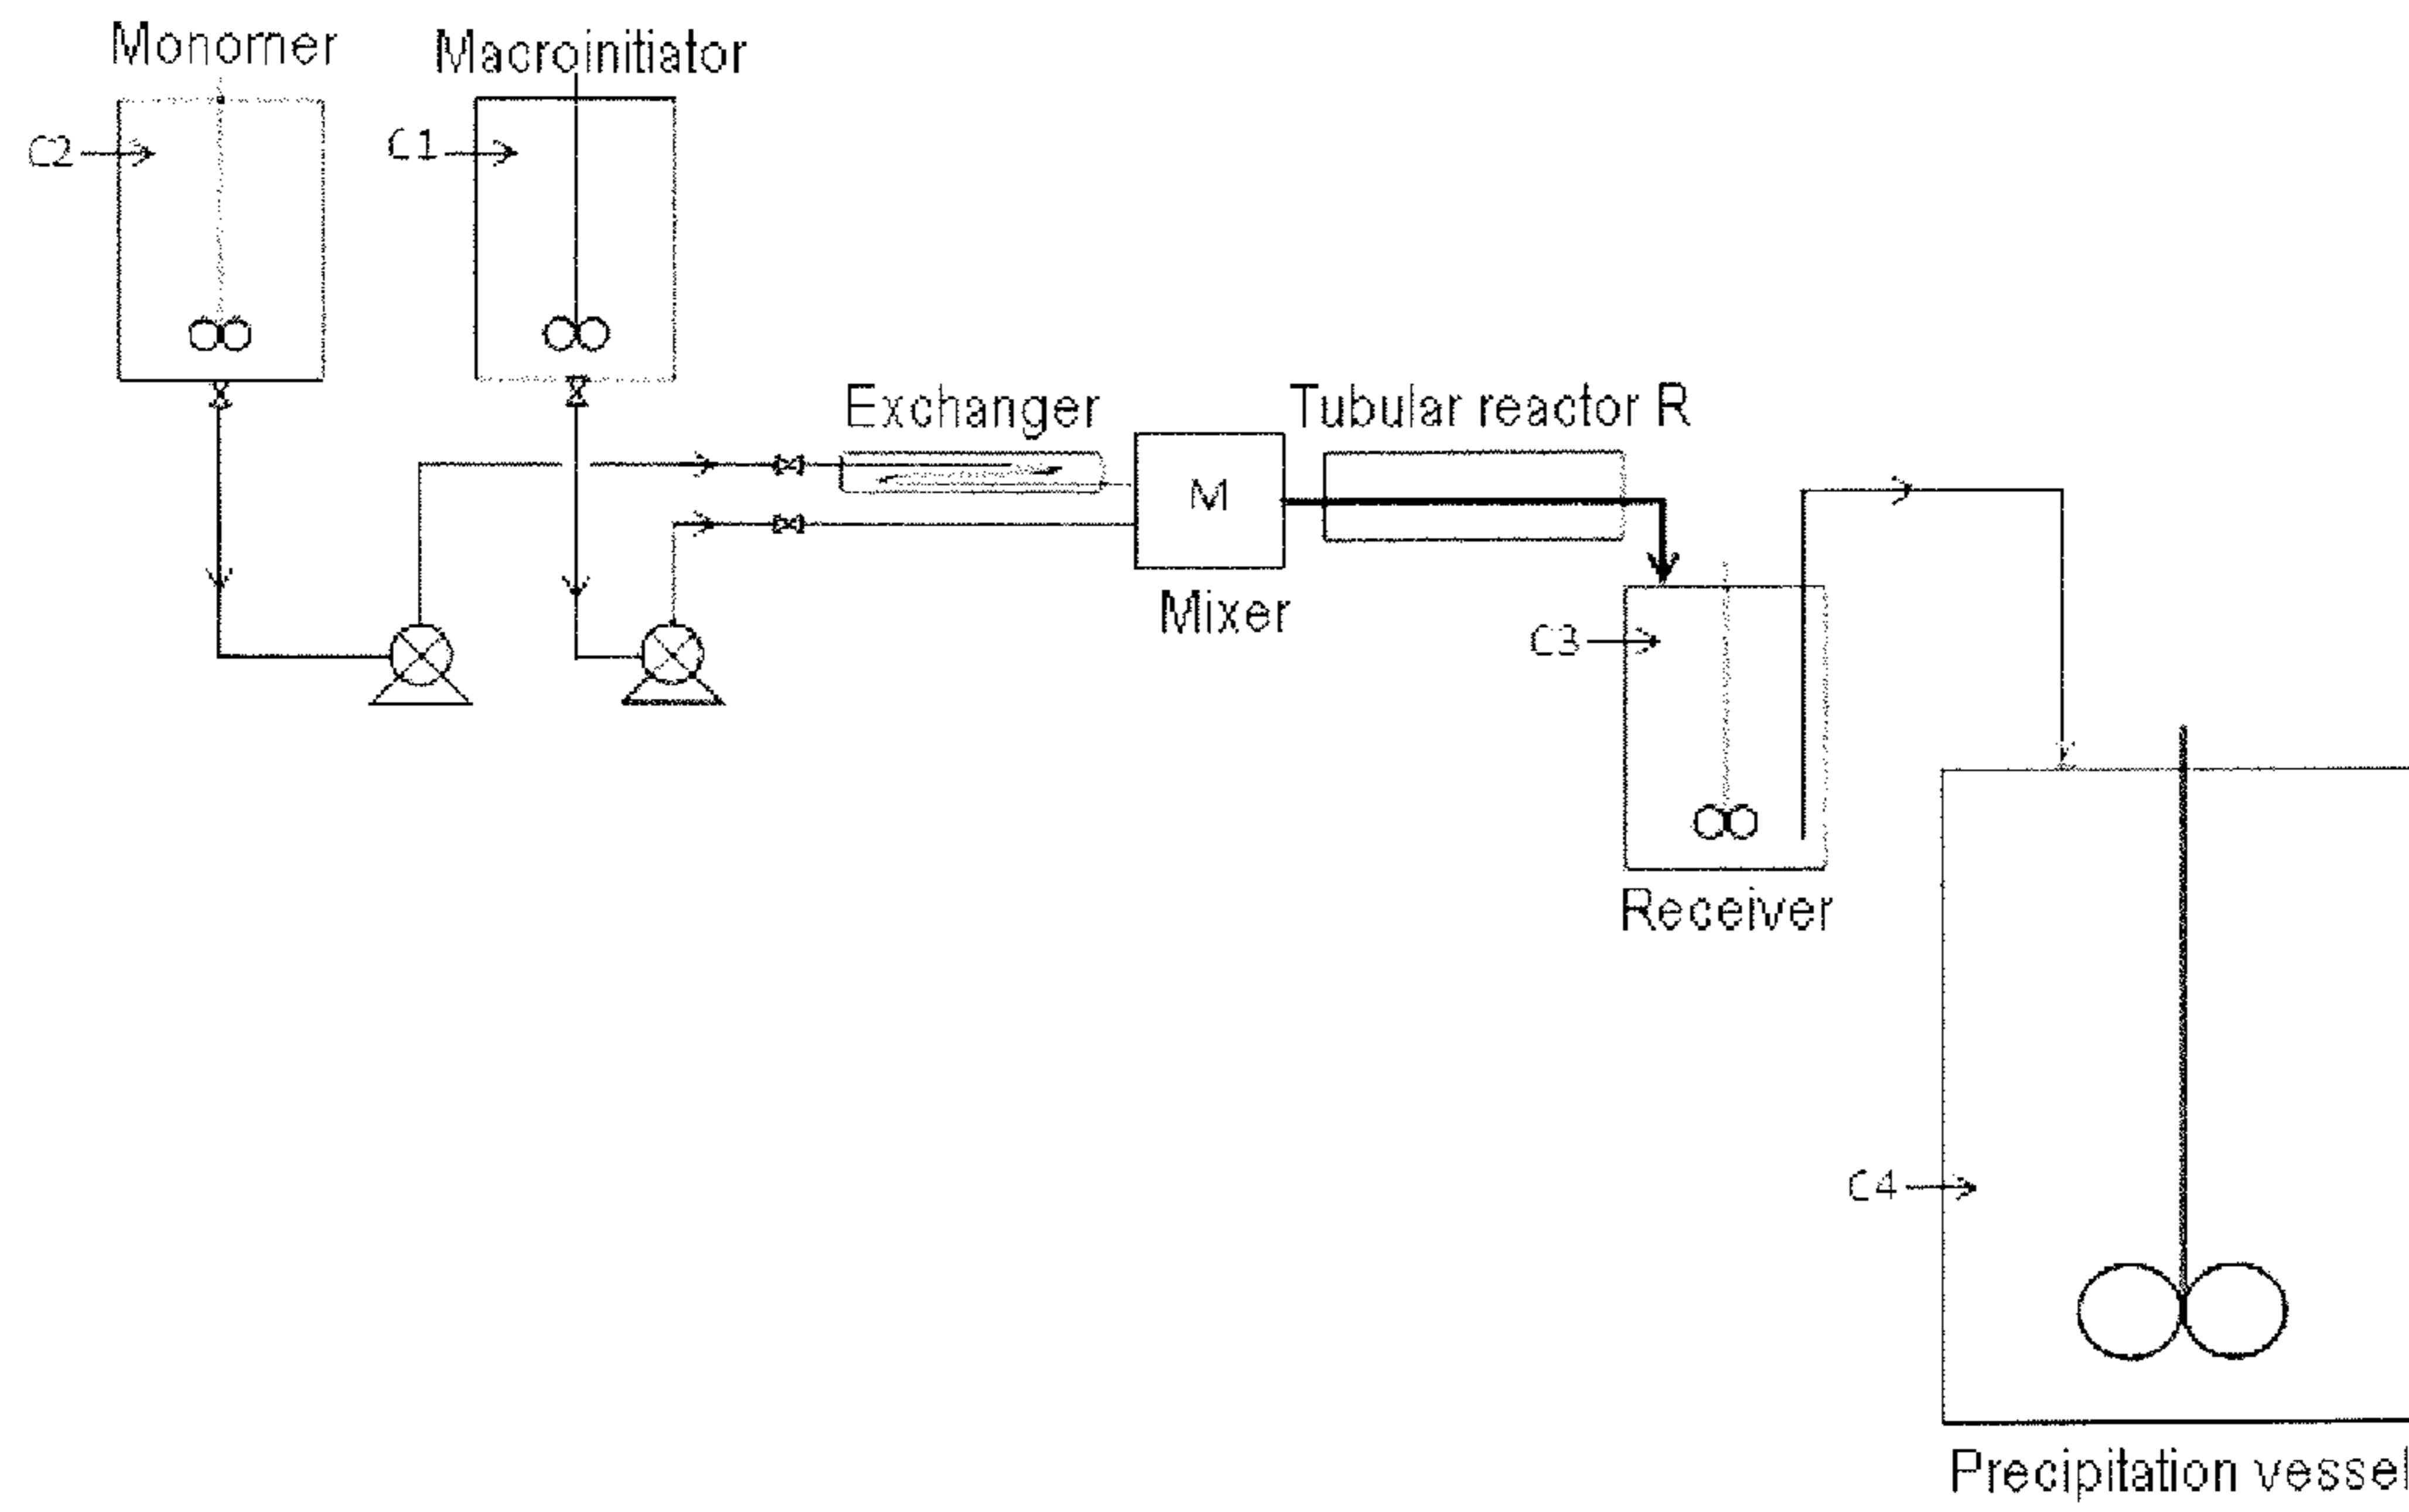 Monomer
Macroinitiator
C2
C1
Exchanger
Tubular reactor R
M
Mixer
C3
Receiver
C4
Precipitation vessel